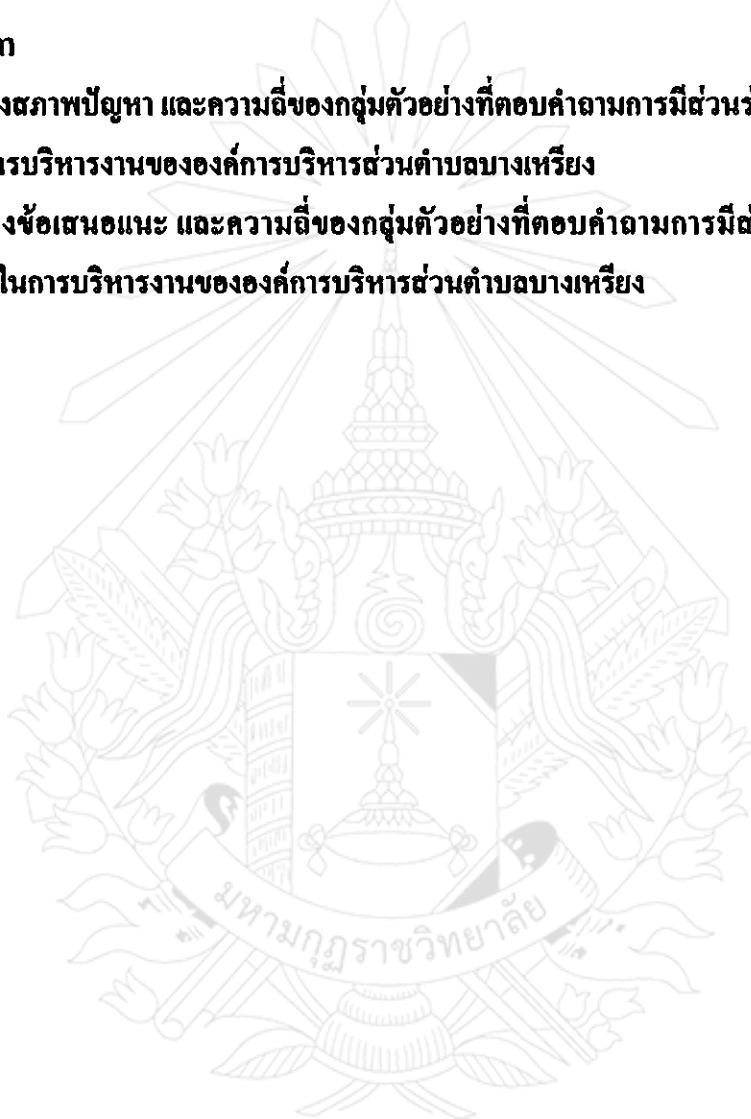 งสภาพปัญหา และความถี่ของกลุ่มตัวอย่างที่ตอบคำถามการมีส่วนร่
รบริหารงานขององค์การบริหารส่วนตำบลบางเหรียง
งข้อเสนอแนะ และความถี่ของกลุ่มตัวอย่างที่ตอบคำถามการมีส่
ในการบริหารงานขององค์การบริหารส่วนตำบลบางเหรียง
มหามกุฏราชวิทยาลัย